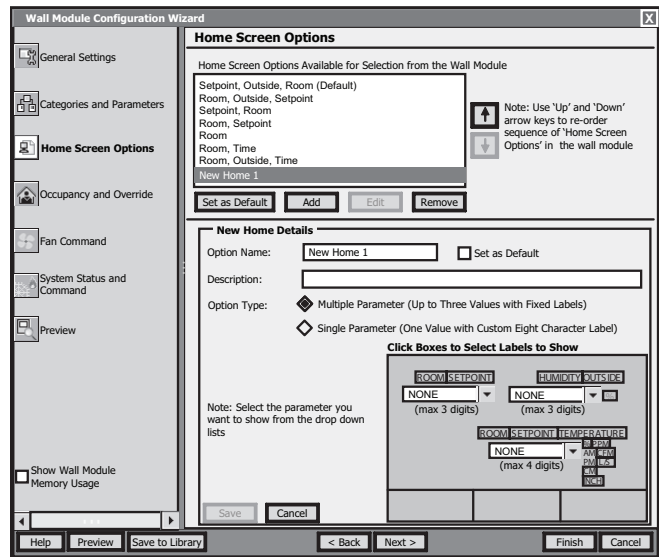 Wall Module Configuration Wizard
X
General Settings
Categories and Parameters
Home Screen Options
Occupancy and Override
Fan Command
System Status and
Command
Preview
Show Wall Module
Memory Usage
Home Screen Options
Home Screen Options Available for Selection from the Wall Module
Setpoint, Outside, Room (Default)
Room, Outside, Setpoint
Setpoint, Room
Room, Setpoint
Room
Room, Time
Room, Outside, Time
New Home 1
Note: Use ‘Up’ and ‘Down’
arrow keys to re-order
sequence of ‘Home Screen
Options’ in the wall module
Set as Default Add Edit Remove
New Home Details
Option Name: New Home 1 Set as Default
Description:
Option Type: Multiple Parameter (Up to Three Values with Fixed Labels)
Single Parameter (One Value with Custom Eight Character Label)
Click Boxes to Select Labels to Show
ROOM SETPOINT HUMIDITY OUTSIDE
NONE NONE
(max 3 digits) (max 3 digits)
Note: Select the parameter you
want to show from the drop down
lists
ROOM SETPOINT TEMPERATURE
NONE
(max 4 digits)
% PPM
AM CFM
PM L/S
CM
Save Cancel
Help Preview Save to Library < Back Next > Finish Cancel